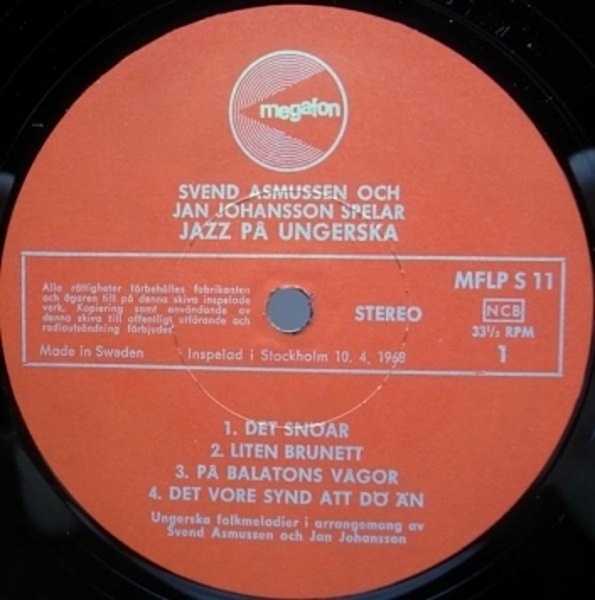 megafon
SVEND ASMUSSEN OCH
JAN JOHANSSON SPELAR
JAZZ PÅ UNGERSKA
Alla rättigheter förbehålles fabrikanten
och ägaren till på denna skiva inspelade
verk. Kopiering samt användande av
denna skiva till offentligt utförande och
radioutsändning förbjudes.
Made in Sweden
Inspelad i Stockholm 10. 4. 1968
STEREO
MFLP S 11
NCB
33⅓ RPM
1
1. DET SNÖAR
2. LITEN BRUNETT
3. PÅ BALATONS VÅGOR
4. DET VORE SYND ATT DÖ ÄN
Ungerska folkmelodier i arrangemang av
Svend Asmussen och Jan Johansson